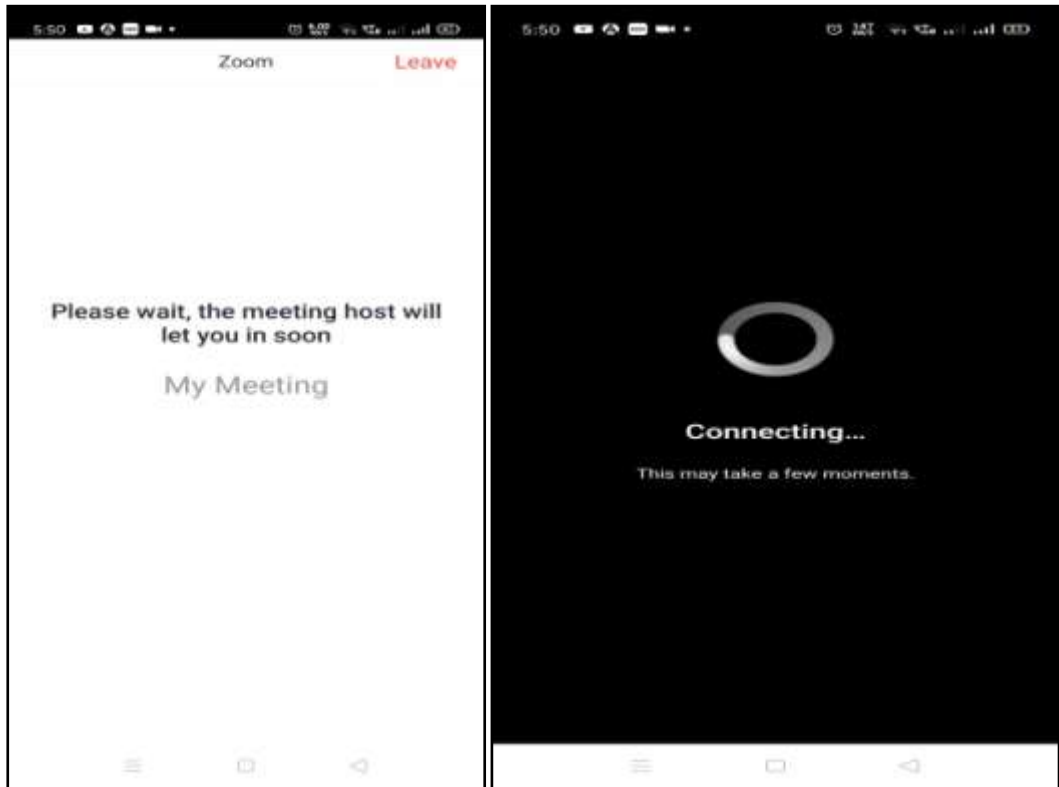 5:50
Zoom
Leave
Please wait, the meeting host will
let you in soon
My Meeting
5:50
Connecting...
This may take a few moments.